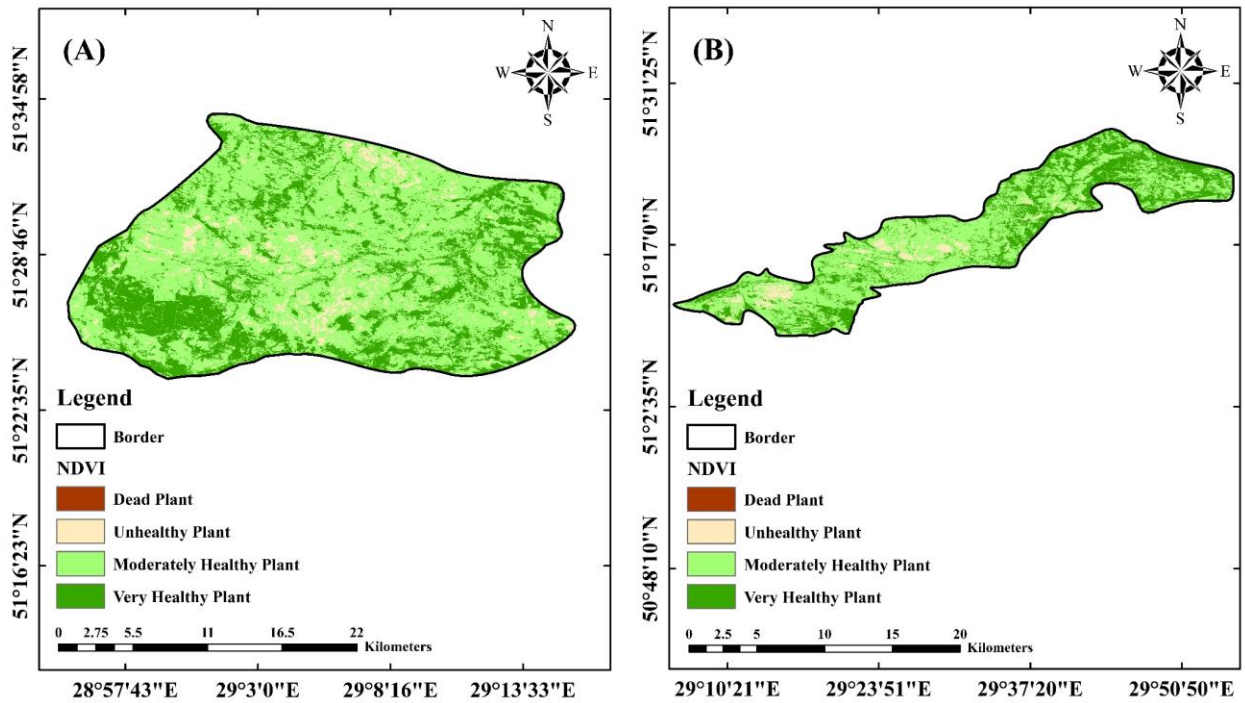 (A)
N
W E
S
51°34'58"N
51°28'46"N
51°22'35"N
51°16'23"N
Legend
Border
NDVI
Dead Plant
Unhealthy Plant
Moderately Healthy Plant
Very Healthy Plant
0 2.75 5.5 11 16.5 22
Kilometers
28°57'43"E 29°3'0"E 29°8'16"E 29°13'33"E
(B)
N
W E
S
51°31'25"N
51°17'0"N
51°2'35"N
50°48'10"N
Legend
Border
NDVI
Dead Plant
Unhealthy Plant
Moderately Healthy Plant
Very Healthy Plant
0 2.5 5 10 15 20
Kilometers
29°10'21"E 29°23'51"E 29°37'20"E 29°50'50"E